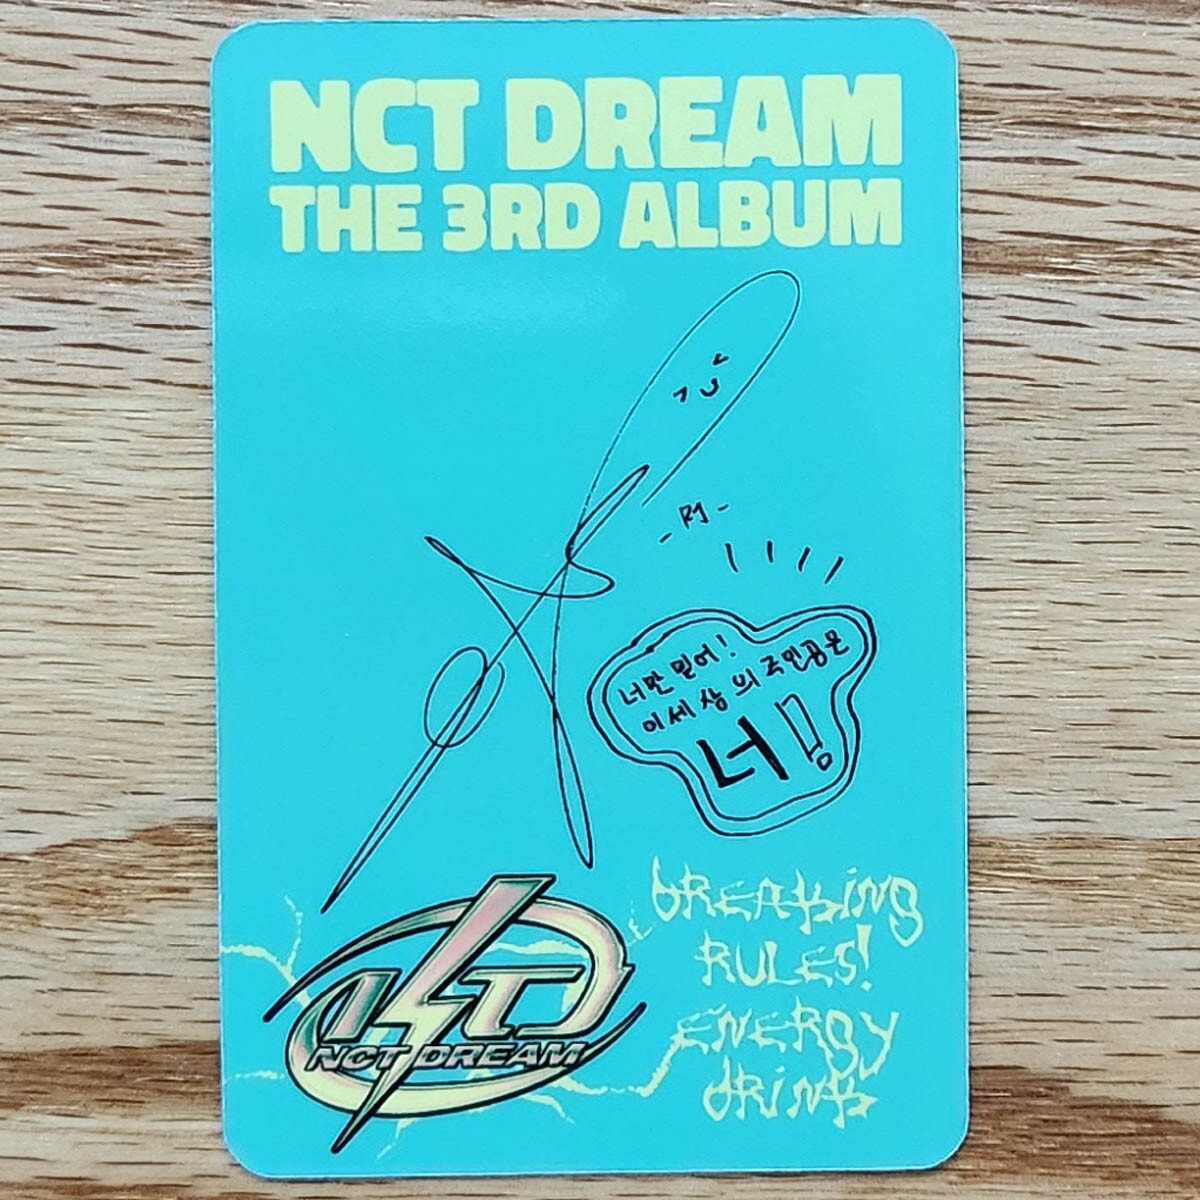 NCT DREAM
THE 3RD ALBUM
-RJ-
너만 믿어!
이 세상의 주인공은
너!
ISTJ
NCT DREAM
BREAKING
RULES!
ENERGY
DRINK